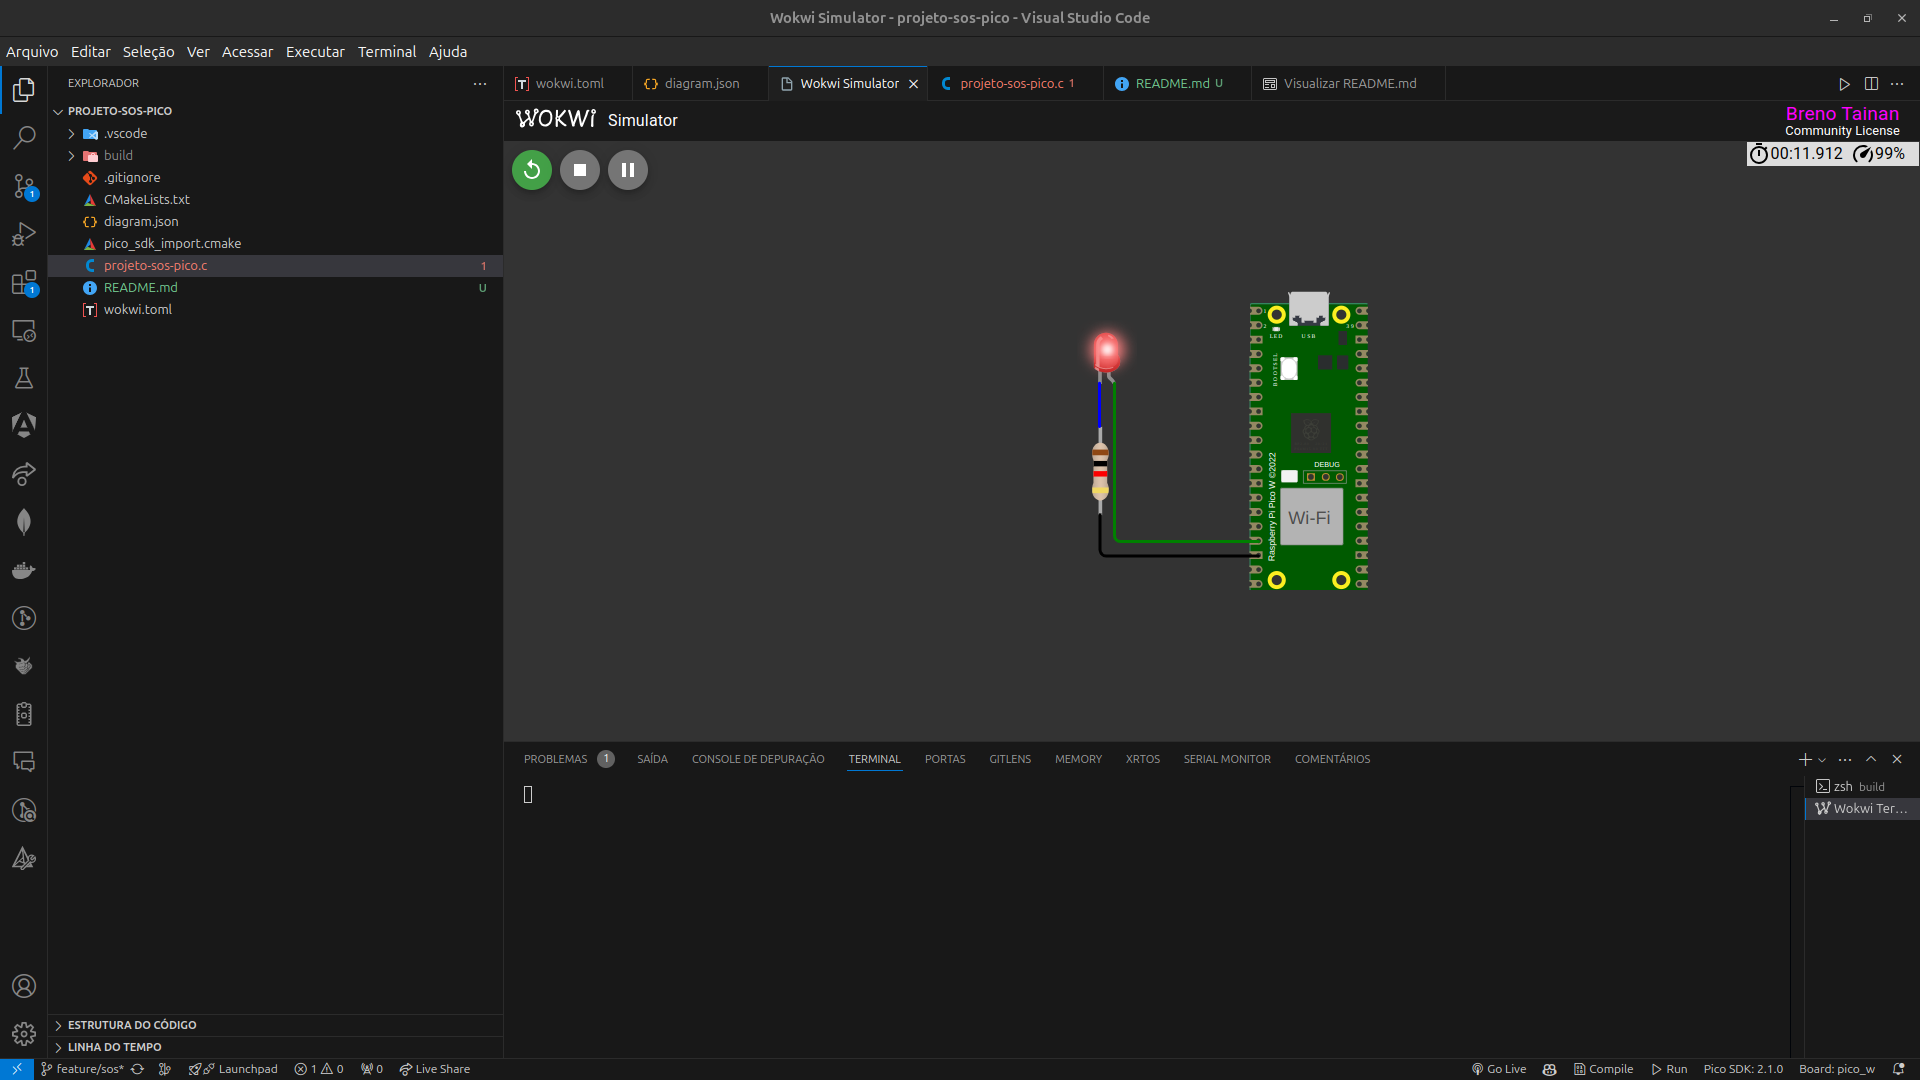 Wokwi Simulator - projeto-sos-pico - Visual Studio Code
Arquivo Editar Seleção Ver Acessar Executar Terminal Ajuda
EXPLORADOR
wokwi.toml
diagram.json
Wokwi Simulator
projeto-sos-pico.c 1
README.md U
Visualizar README.md
PROJETO-SOS-PICO
.vscode
build
.gitignore
CMakeLists.txt
diagram.json
pico_sdk_import.cmake
projeto-sos-pico.c 1
README.md U
wokwi.toml
1
1
WOKWI Simulator
Breno Tainan
Community License
00:11.912 99%
1
2
39
LED
USB
BOOTSEL
DEBUG
Raspberry Pi Pico W ©2022
Wi-Fi
PROBLEMAS 1 SAÍDA CONSOLE DE DEPURAÇÃO TERMINAL PORTAS GITLENS MEMORY XRTOS SERIAL MONITOR COMENTÁRIOS
zsh build
Wokwi Ter...
ESTRUTURA DO CÓDIGO
LINHA DO TEMPO
feature/sos* Launchpad 1 0 0 Live Share Go Live Compile Run Pico SDK: 2.1.0 Board: pico_w